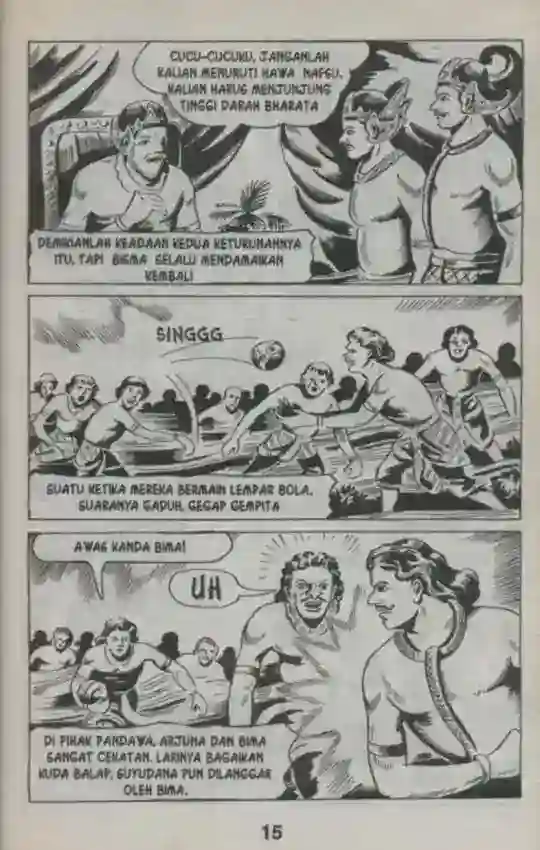 CUCU-CUCUKU, JANGANLAH
KALIAN MENURUTI HAWA NAFSU.
KALIAN HARUS MENJUNJUNG
TINGGI DARAH BHARATA
DEMIKIANLAH KEADAAN KEDUA KETURUNANNYA
ITU, TAPI BISMA SELALU MENDAMAIKAN
KEMBALI
SINGGG
SUATU KETIKA MEREKA BERMAIN LEMPAR BOLA.
SUARANYA GADUH, GEGAP GEMPITA
AWAS KANDA BIMA!
UH
DI PIHAK PANDAWA, ARJUNA DAN BIMA
SANGAT CEKATAN. LARINYA BAGAIKAN
KUDA BALAP, SUYUDANA PUN DILANGGAR
OLEH BIMA.
15